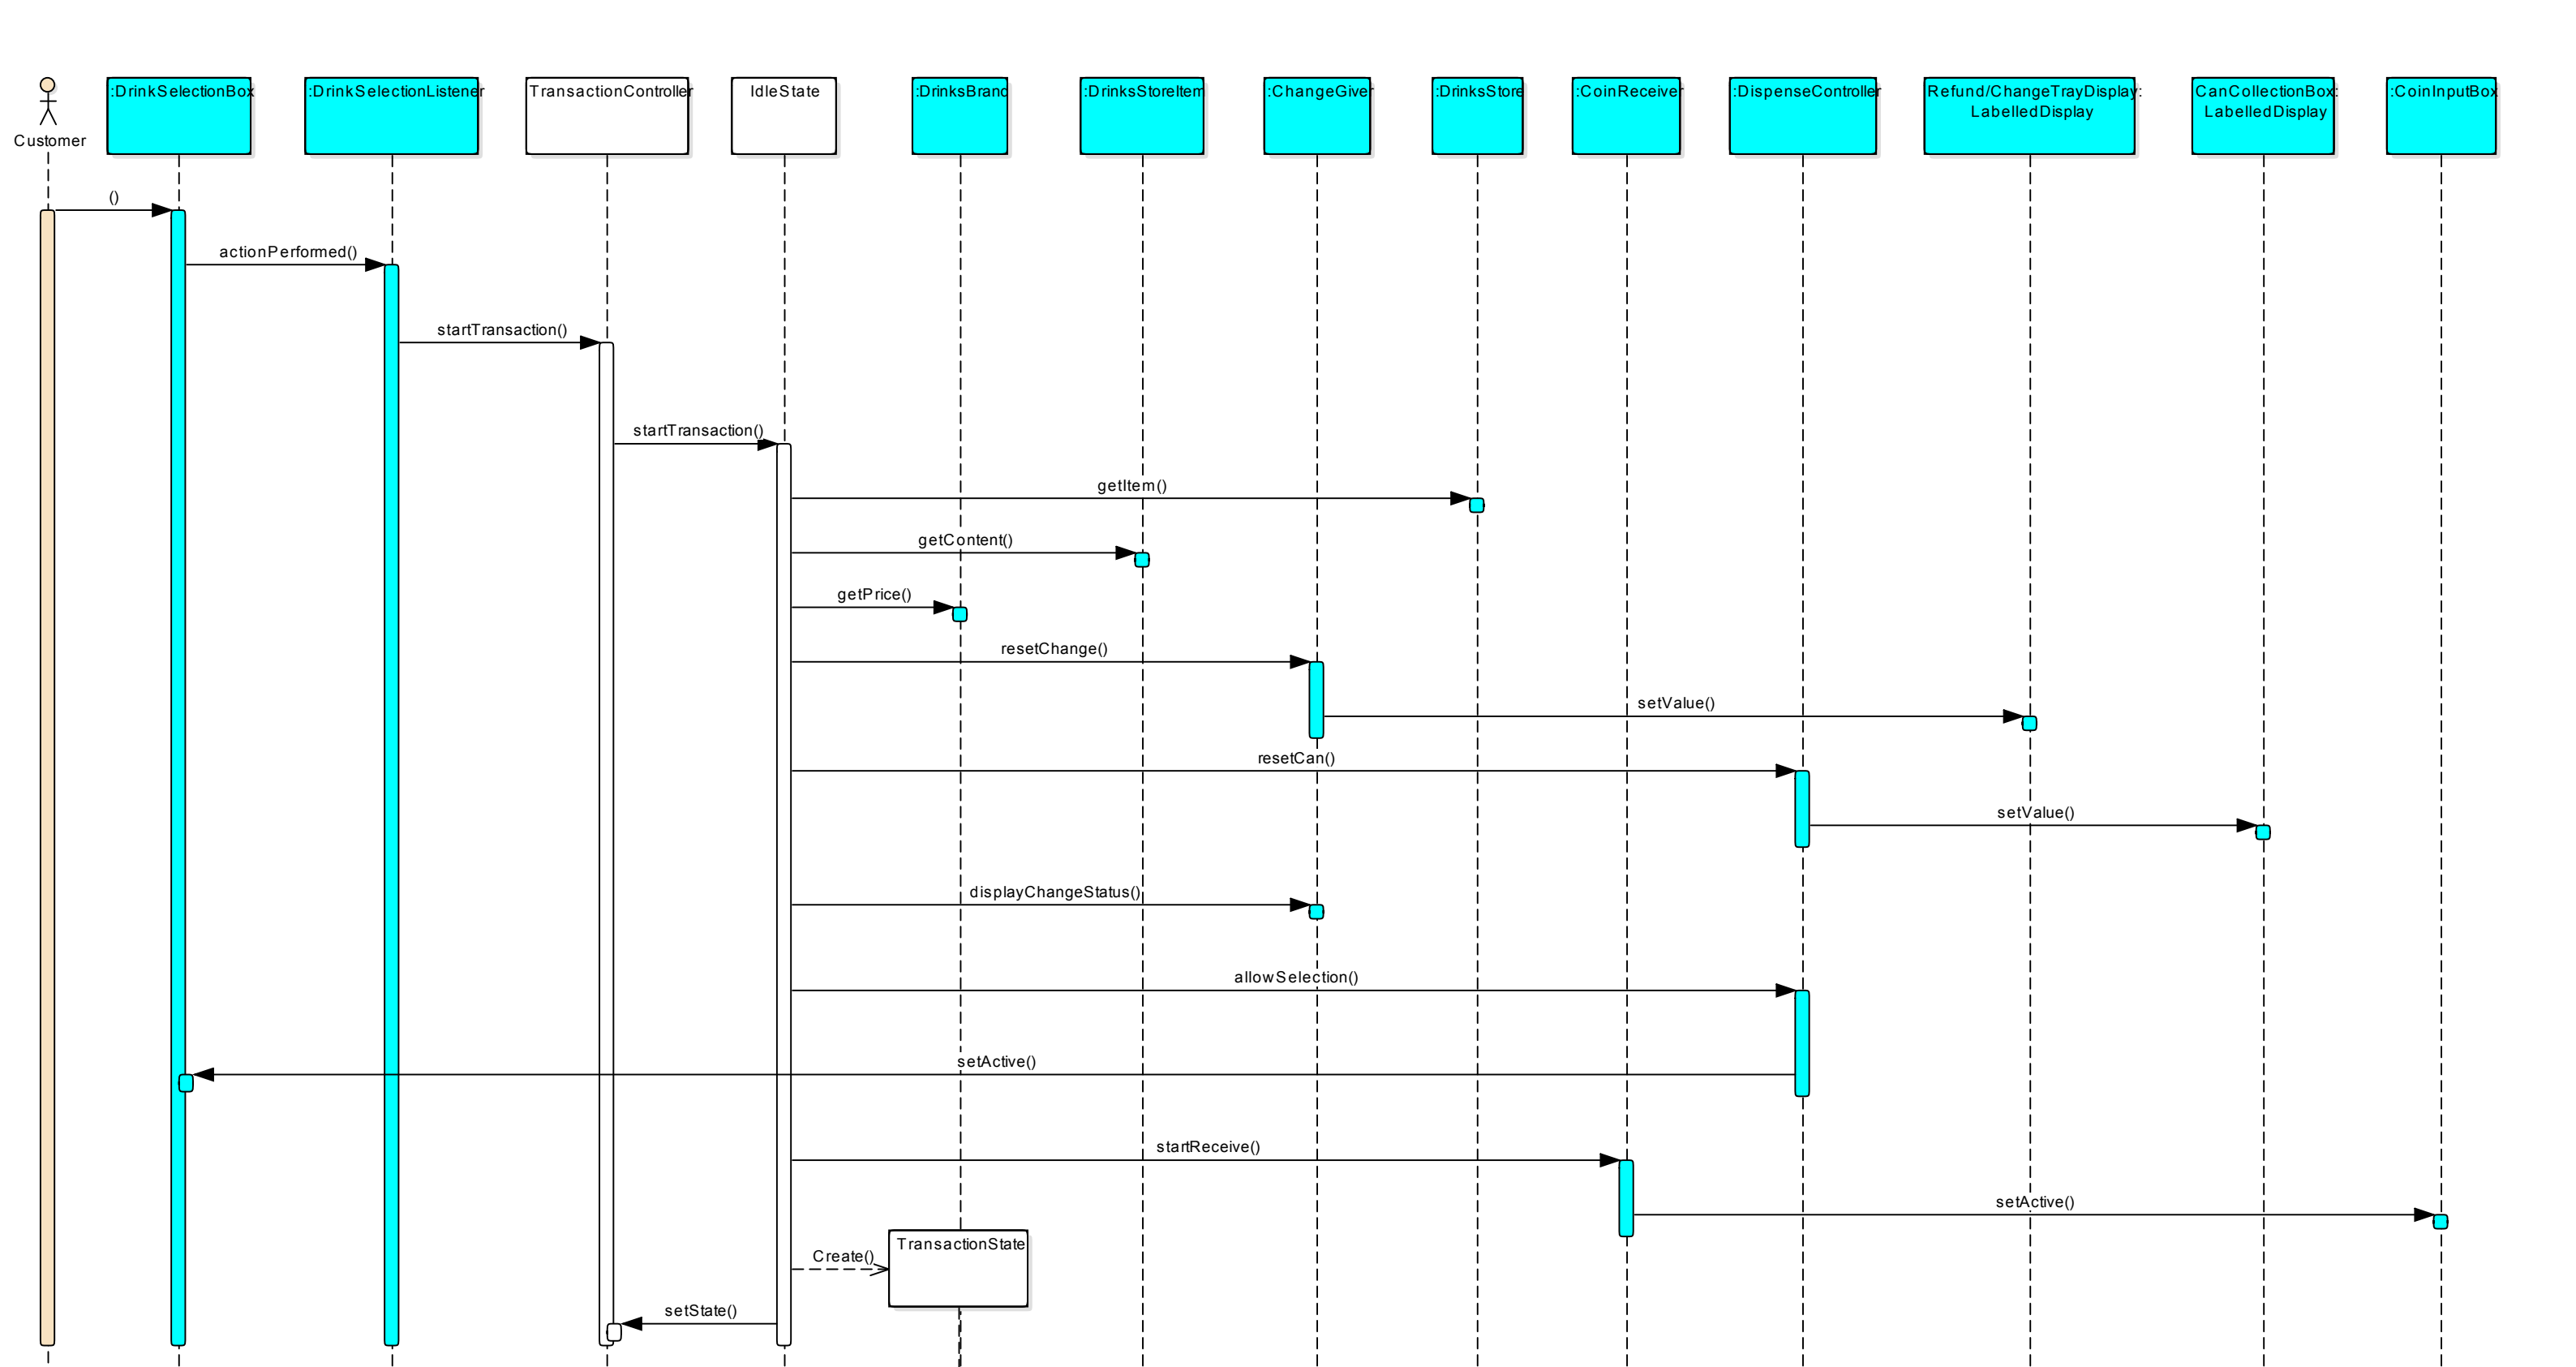 Customer
:DrinkSelectionBox
:DrinkSelectionListener
TransactionController
IdleState
:DrinksBrand
:DrinksStoreItem
:ChangeGiver
:DrinksStore
:CoinReceiver
:DispenseController
Refund/ChangeTrayDisplay:
LabelledDisplay
CanCollectionBox:
LabelledDisplay
:CoinInputBox
()
actionPerformed()
startTransaction()
startTransaction()
getItem()
getContent()
getPrice()
resetChange()
setValue()
resetCan()
setValue()
displayChangeStatus()
allowSelection()
setActive()
startReceive()
setActive()
TransactionState
Create()
setState()